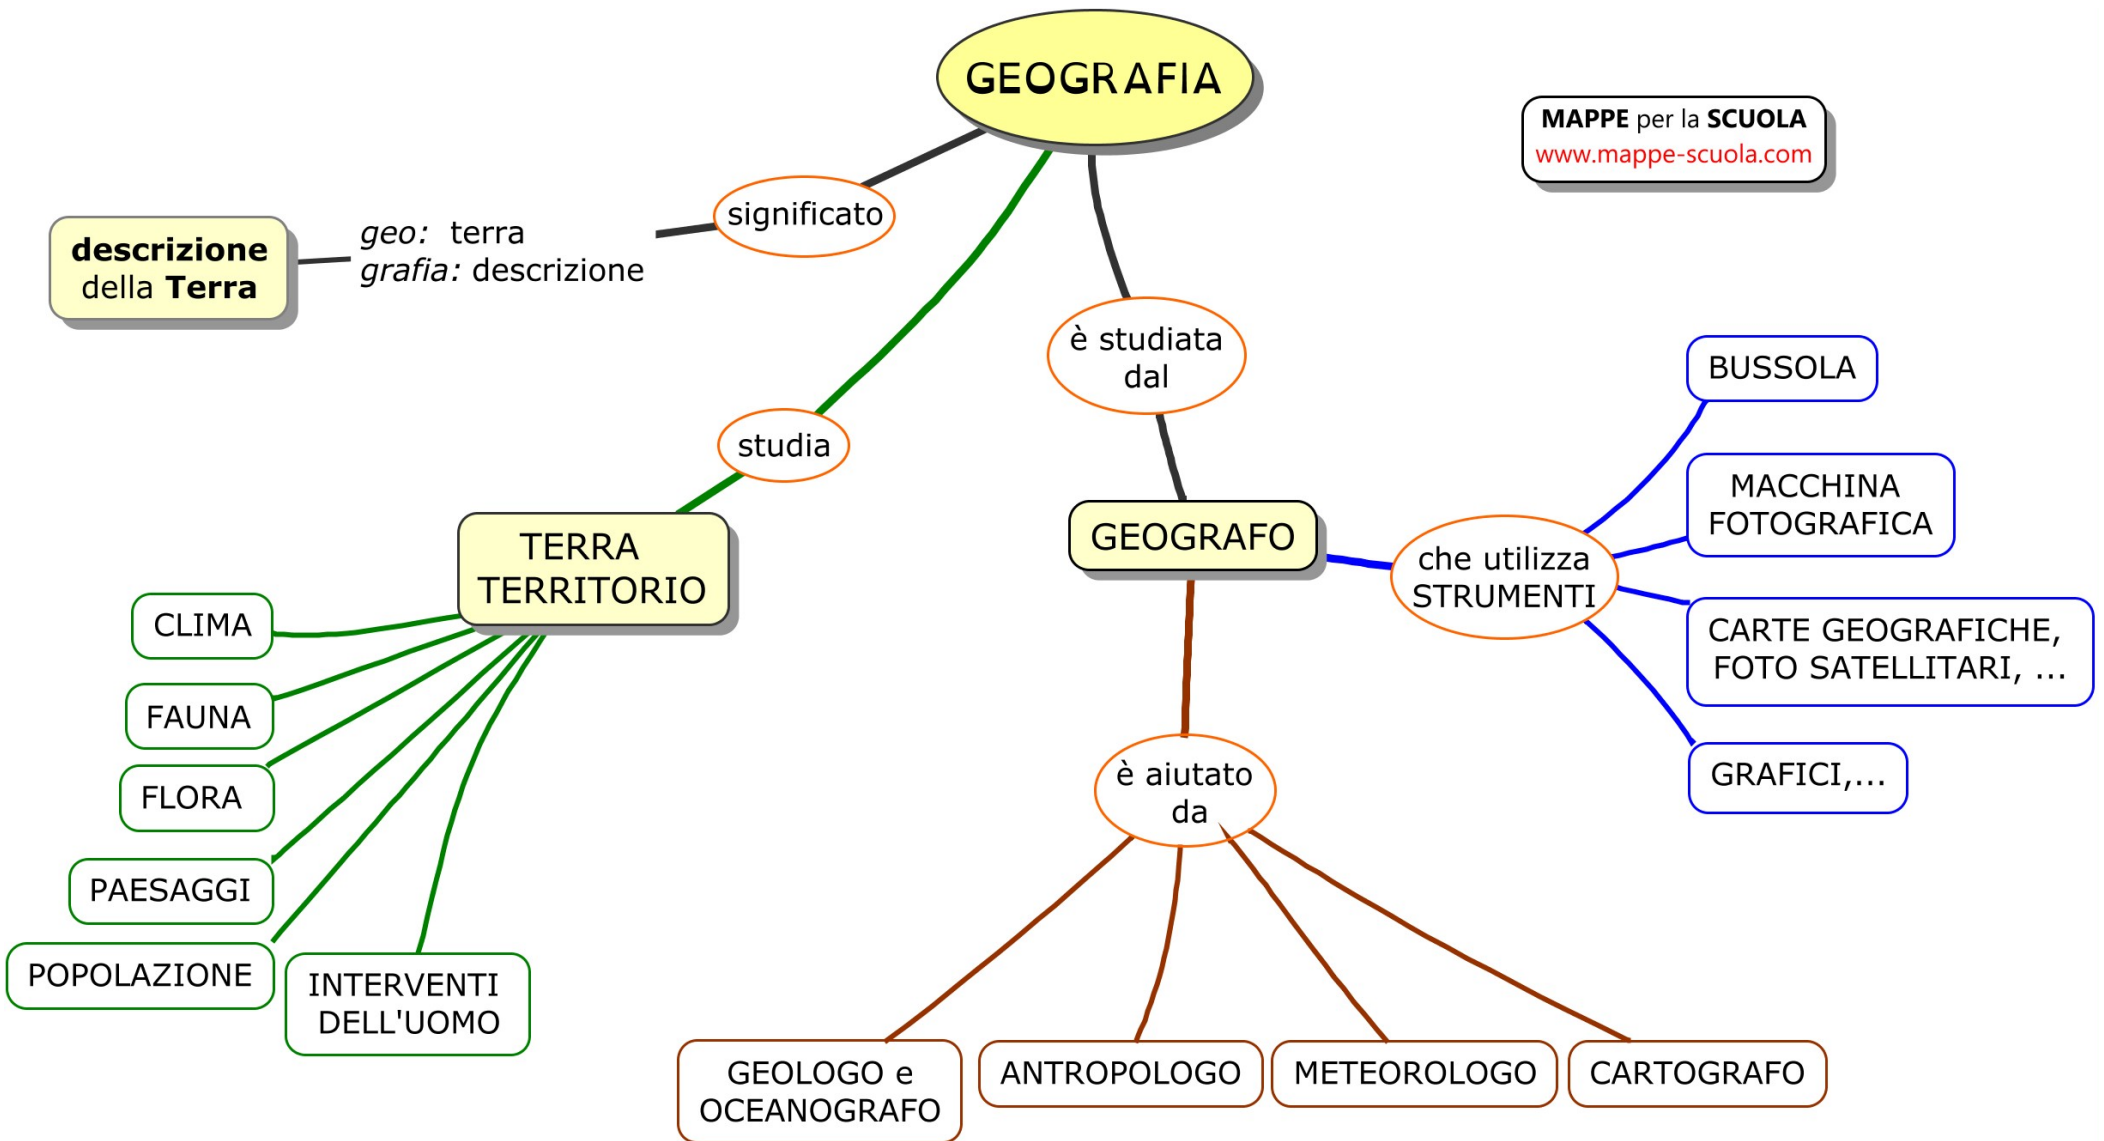 GEOGRAFIA
MAPPE per la SCUOLA
www.mappe-scuola.com
significato
geo: terra
grafia: descrizione
descrizione
della Terra
è studiata
dal
studia
TERRA
TERRITORIO
CLIMA
FAUNA
FLORA
PAESAGGI
POPOLAZIONE
INTERVENTI
DELL'UOMO
GEOGRAFO
che utilizza
STRUMENTI
BUSSOLA
MACCHINA
FOTOGRAFICA
CARTE GEOGRAFICHE,
FOTO SATELLITARI, ...
GRAFICI,...
è aiutato
da
GEOLOGO e
OCEANOGRAFO
ANTROPOLOGO
METEOROLOGO
CARTOGRAFO